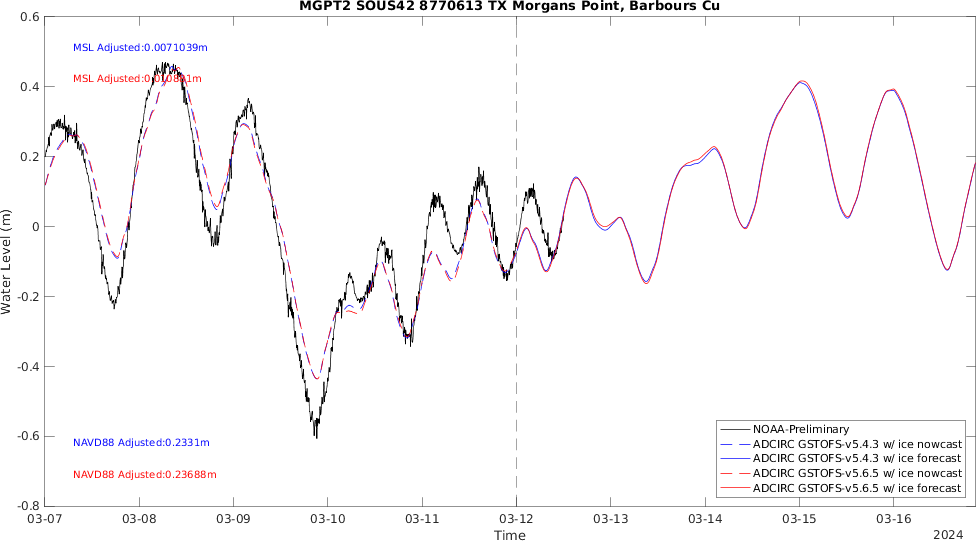 MGPT2 SOUS42 8770613 TX Morgans Point, Barbours Cu
0.6
0.4
0.2
0
-0.2
-0.4
-0.6
-0.8
Water Level (m)
MSL Adjusted:0.0071039m
MSL Adjusted:
NAVD88 Adjusted:0.2331m
NAVD88 Adjusted:0.23688m
NOAA-Preliminary
ADCIRC GSTOFS-v5.4.3 w/ ice nowcast
ADCIRC GSTOFS-v5.4.3 w/ ice forecast
ADCIRC GSTOFS-v5.6.5 w/ ice nowcast
ADCIRC GSTOFS-v5.6.5 w/ ice forecast
03-07 03-08 03-09 03-10 03-11 03-12 03-13 03-14 03-15 03-16
Time
2024